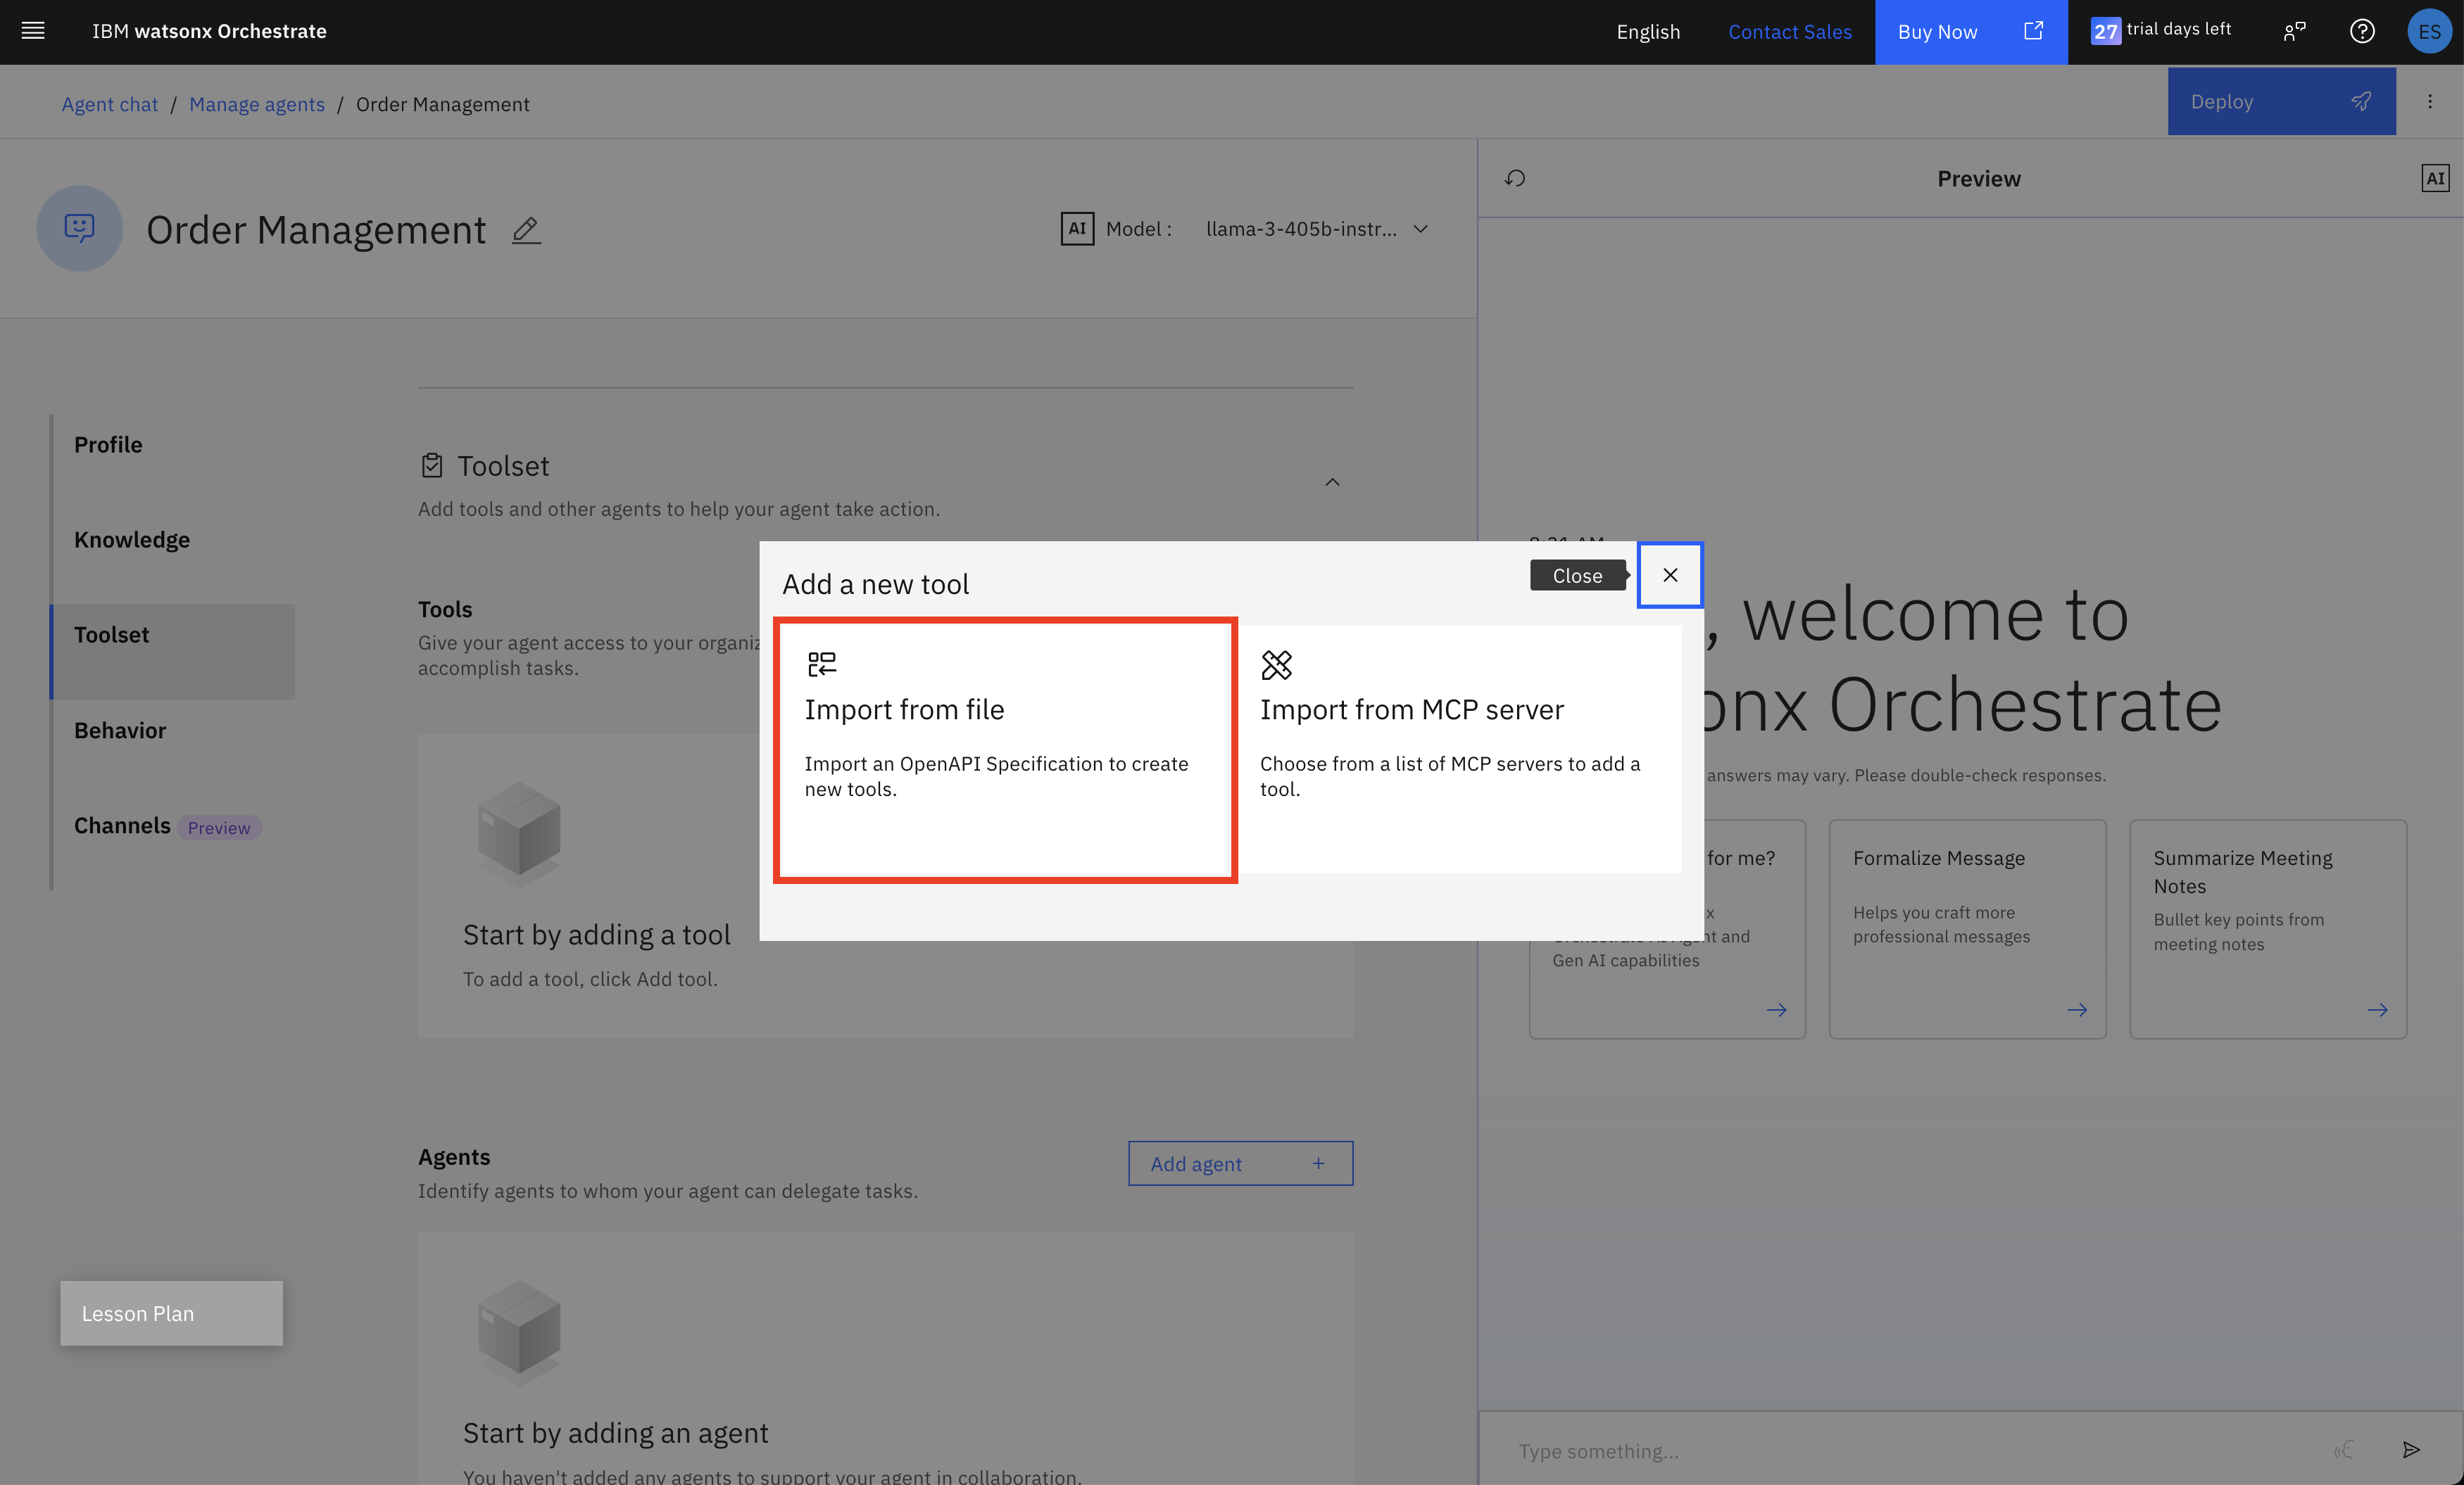 IBM watsonx Orchestrate
English
Contact Sales
Buy Now
27 trial days left
ES
Agent chat / Manage agents / Order Management
Deploy
Order Management
AI Model : llama-3-405b-instr...
Preview
AI
Profile
Knowledge
Toolset
Behavior
Channels Preview
Lesson Plan
Toolset
Add tools and other agents to help your agent take action.
Tools
Give your agent access to your
accomplish tasks.
Start by adding a tool
To add a tool, click Add tool.
Agents
Add agent +
Identify agents to whom your agent can delegate tasks.
Start by adding an agent
You haven't added any agents to support your agent in collaboration.
Add a new tool
Close
Import from file
Import an OpenAPI Specification to create
new tools.
Import from MCP server
Choose from a list of MCP servers to add a
tool.
, welcome to
onx Orchestrate
answers may vary. Please double-check responses.
for me?
x
and
Gen AI capabilities
Formalize Message
Helps you craft more
professional messages
Summarize Meeting
Notes
Bullet key points from
meeting notes
Type something...